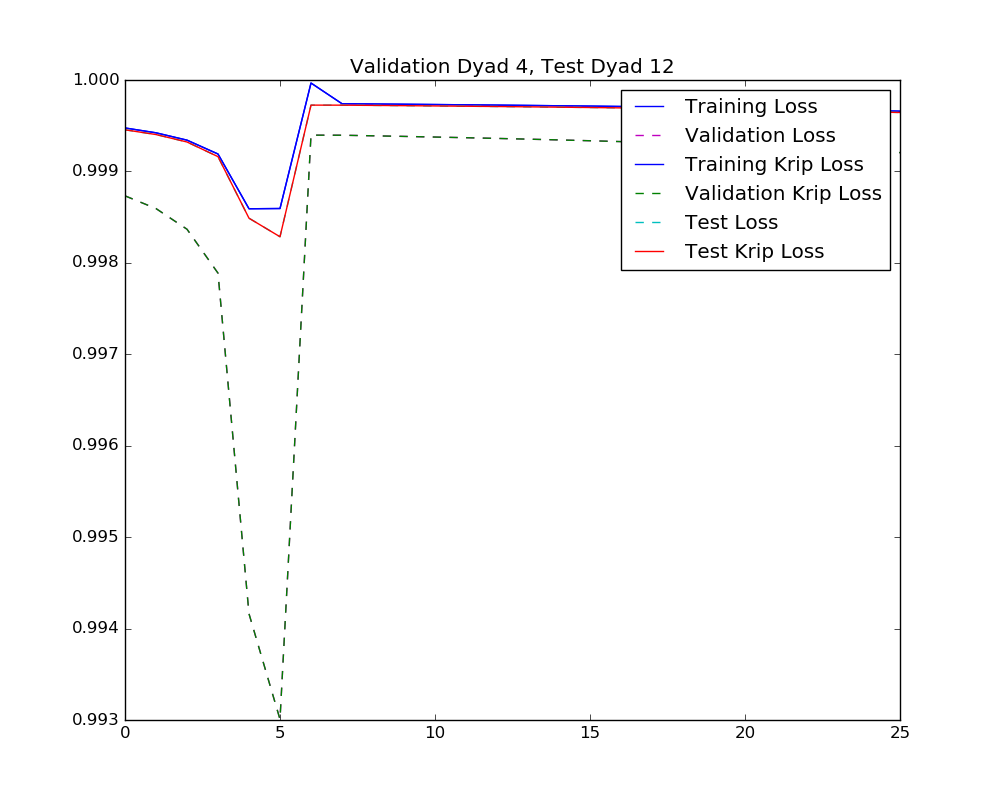 Validation Dyad 4, Test Dyad 12
1.000
0.999
0.998
0.997
0.996
0.995
0.994
0.993
Training Loss
Validation Loss
Training Krip Loss
Validation Krip Loss
Test Loss
Test Krip Loss
0 5 10 15 20 25